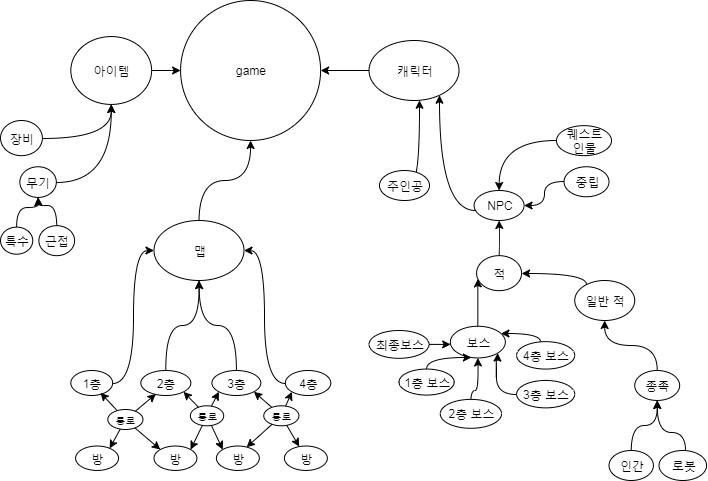 아이템
game
캐릭터
장비
무기
특수
근접
주인공
퀘스트
인물
중립
NPC
맵
적
일반 적
최종보스
보스
4층 보스
1층 보스
3층 보스
2층 보스
종족
인간
로봇
1층
2층
3층
4층
통로
통로
통로
방
방
방
방